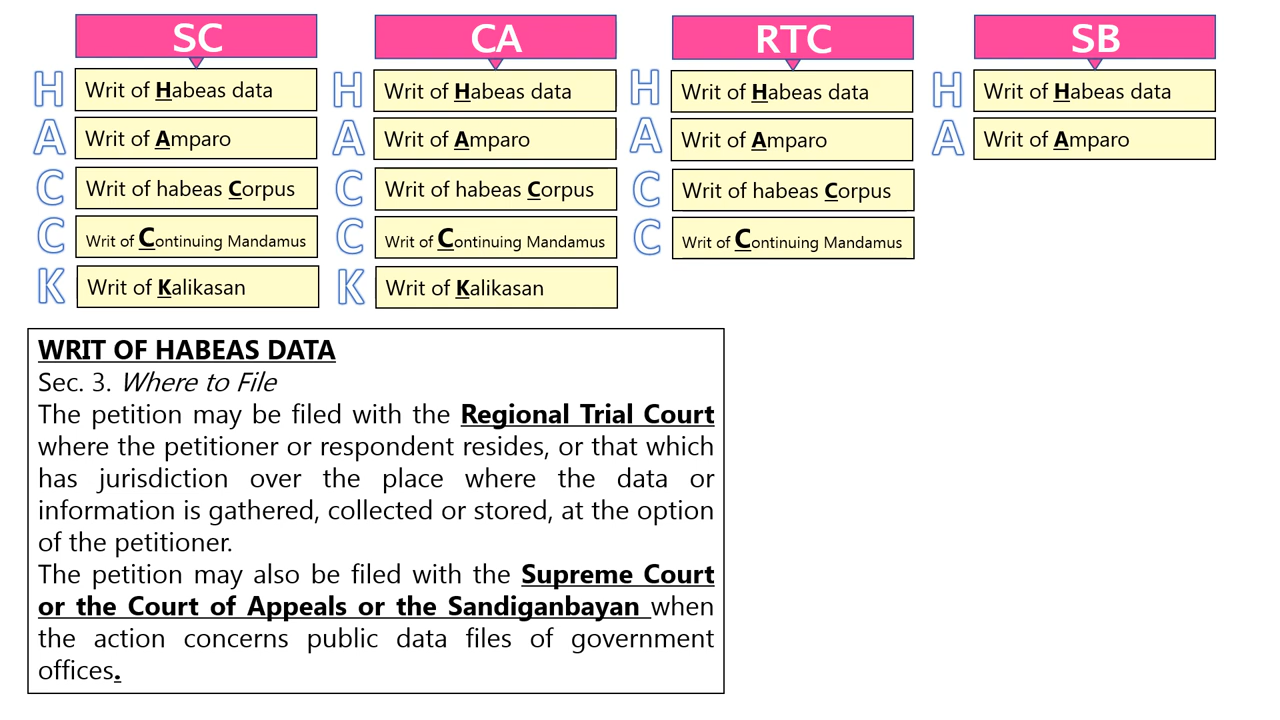 SC
H Writ of Habeas data
A Writ of Amparo
C Writ of habeas Corpus
C Writ of Continuing Mandamus
K Writ of Kalikasan
CA
H Writ of Habeas data
A Writ of Amparo
C Writ of habeas Corpus
C Writ of Continuing Mandamus
K Writ of Kalikasan
RTC
H Writ of Habeas data
A Writ of Amparo
C Writ of habeas Corpus
C Writ of Continuing Mandamus
SB
H Writ of Habeas data
A Writ of Amparo
WRIT OF HABEAS DATA
Sec. 3. Where to File
The petition may be filed with the Regional Trial Court
where the petitioner or respondent resides, or that which
has jurisdiction over the place where the data or
information is gathered, collected or stored, at the option
of the petitioner.
The petition may also be filed with the Supreme Court
or the Court of Appeals or the Sandiganbayan when
the action concerns public data files of government
offices.